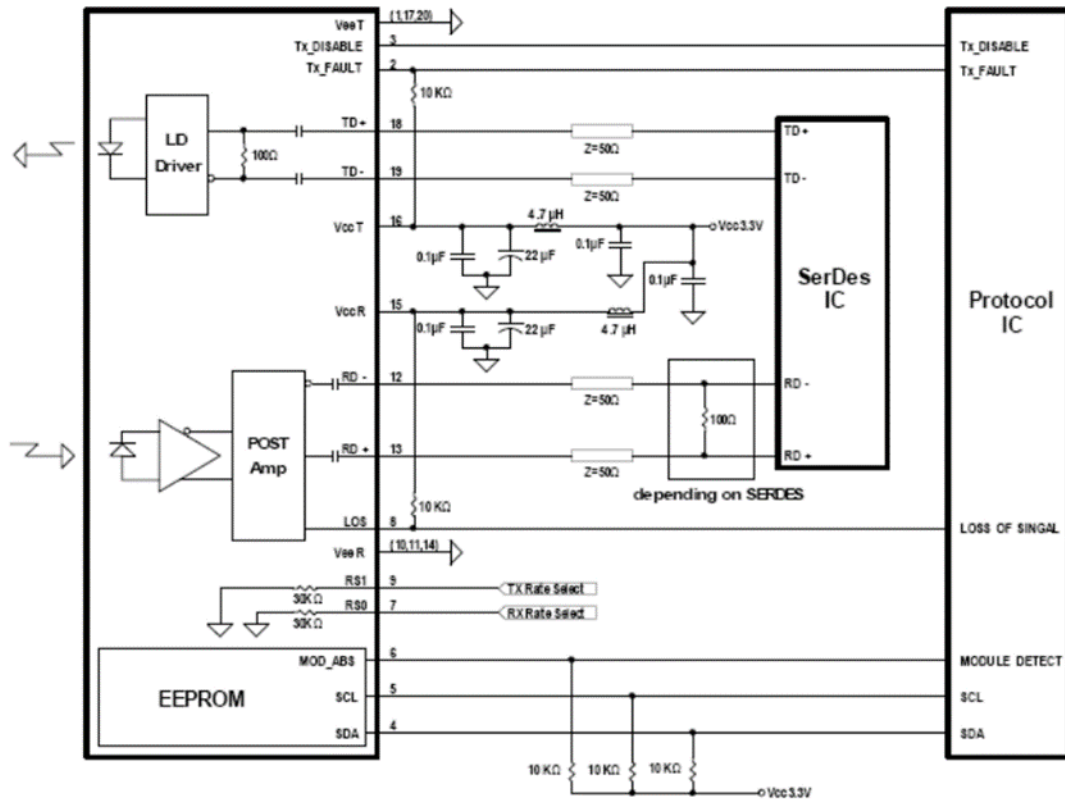 VeeT (1,17,20)
Tx_DISABLE 3 Tx_DISABLE
Tx_FAULT 2 Tx_FAULT
10 KΩ
LD
Driver
100Ω
TD+ 18 Z=50Ω TD+
TD- 19 Z=50Ω TD-
VccT 16 4.7 µH Vcc3.3V
0.1µF 22 µF 0.1µF
0.1µF
SerDes
IC
Protocol
IC
VccR 15
0.1µF 22 µF 4.7 µH
RD - 12 Z=50Ω RD -
100Ω
POST
Amp
RD + 13 Z=50Ω RD +
depending on SERDES
10 KΩ
LOS 8 LOSS OF SINGAL
VeeR (10,11,14)
RS1 9 TX Rate Select
30KΩ
RS0 7 RX Rate Select
30KΩ
MOD_ABS 6 MODULE DETECT
EEPROM
SCL 5 SCL
SDA 4 SDA
10 KΩ 10 KΩ 10 KΩ
Vcc3.3V